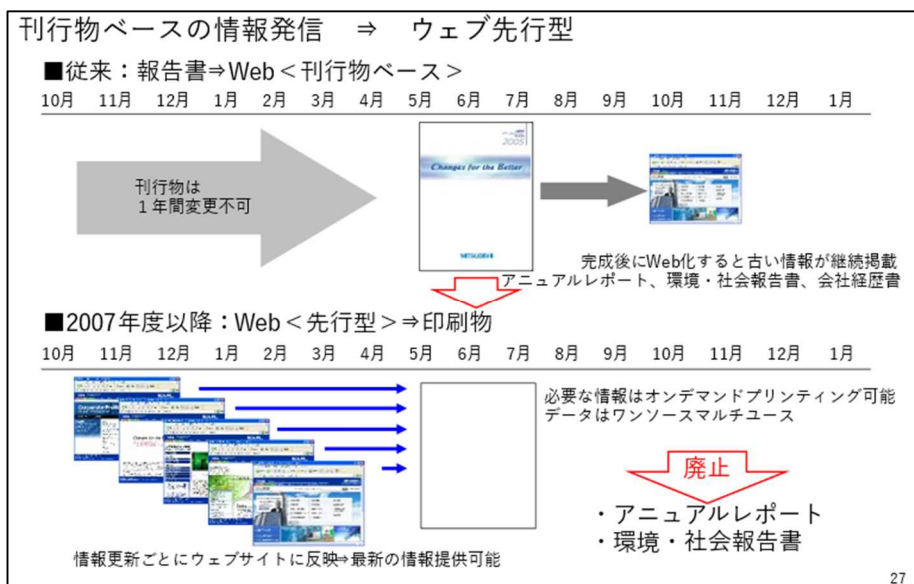 刊行物ベースの情報発信 ⇒ ウェブ先行型
■従来：報告書⇒Web＜刊行物ベース＞
10月 11月 12月 1月 2月 3月 4月 5月 6月 7月 8月 9月 10月 11月 12月 1月
刊行物は
１年間変更不可
2005
Changes for the Better
MITSUBISHI
完成後にWeb化すると古い情報が継続掲載
アニュアルレポート、環境・社会報告書、会社経歴書
■2007年度以降：Web＜先行型＞⇒印刷物
10月 11月 12月 1月 2月 3月 4月 5月 6月 7月 8月 9月 10月 11月 12月 1月
必要な情報はオンデマンドプリンティング可能
データはワンソースマルチユース
廃止
・アニュアルレポート
・環境・社会報告書
情報更新ごとにウェブサイトに反映⇒最新の情報提供可能
27